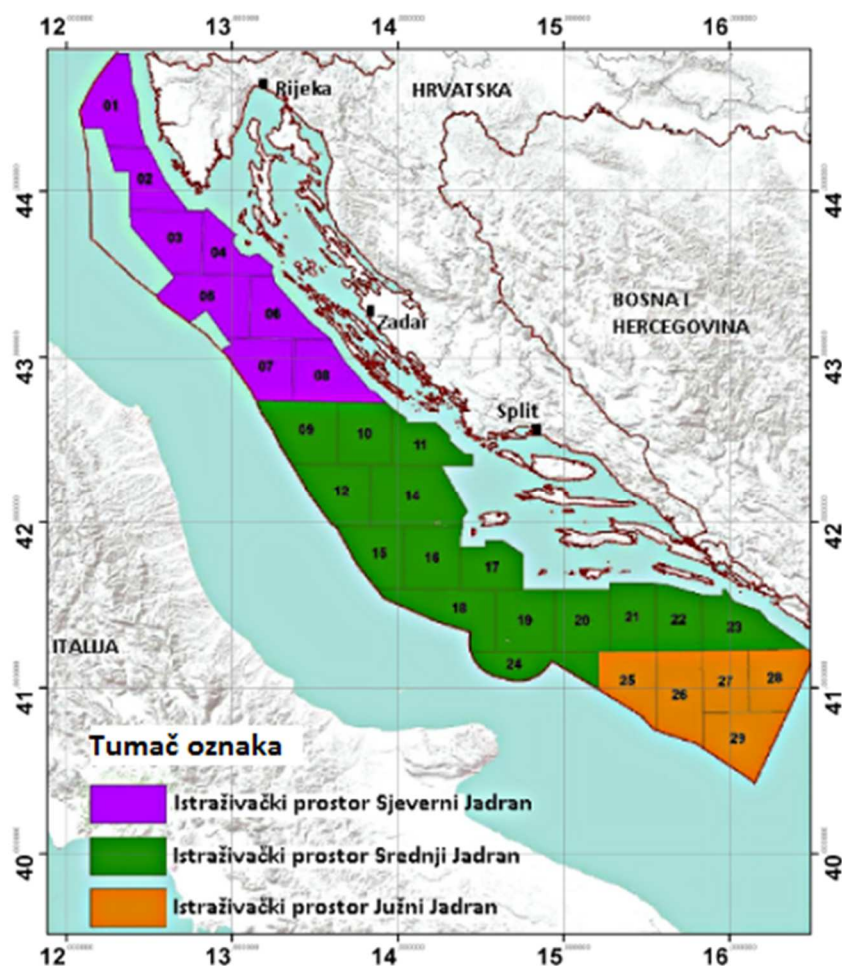 12 13 14 15 16
Rijeka
HRVATSKA
01
44 44
02
03 04
05
06
BOSNA I
HERCEGOVINA
Zadar
43 43
07 08
Split
09 10 11
12 14
42 42
15 16 17
18 19 20 21 22 23
ITALIJA
24
41 25 26 27 28 41
29
Tumač oznaka
Istraživački prostor Sjeverni Jadran
Istraživački prostor Srednji Jadran
40 40
Istraživački prostor Južni Jadran
12 13 14 15 16